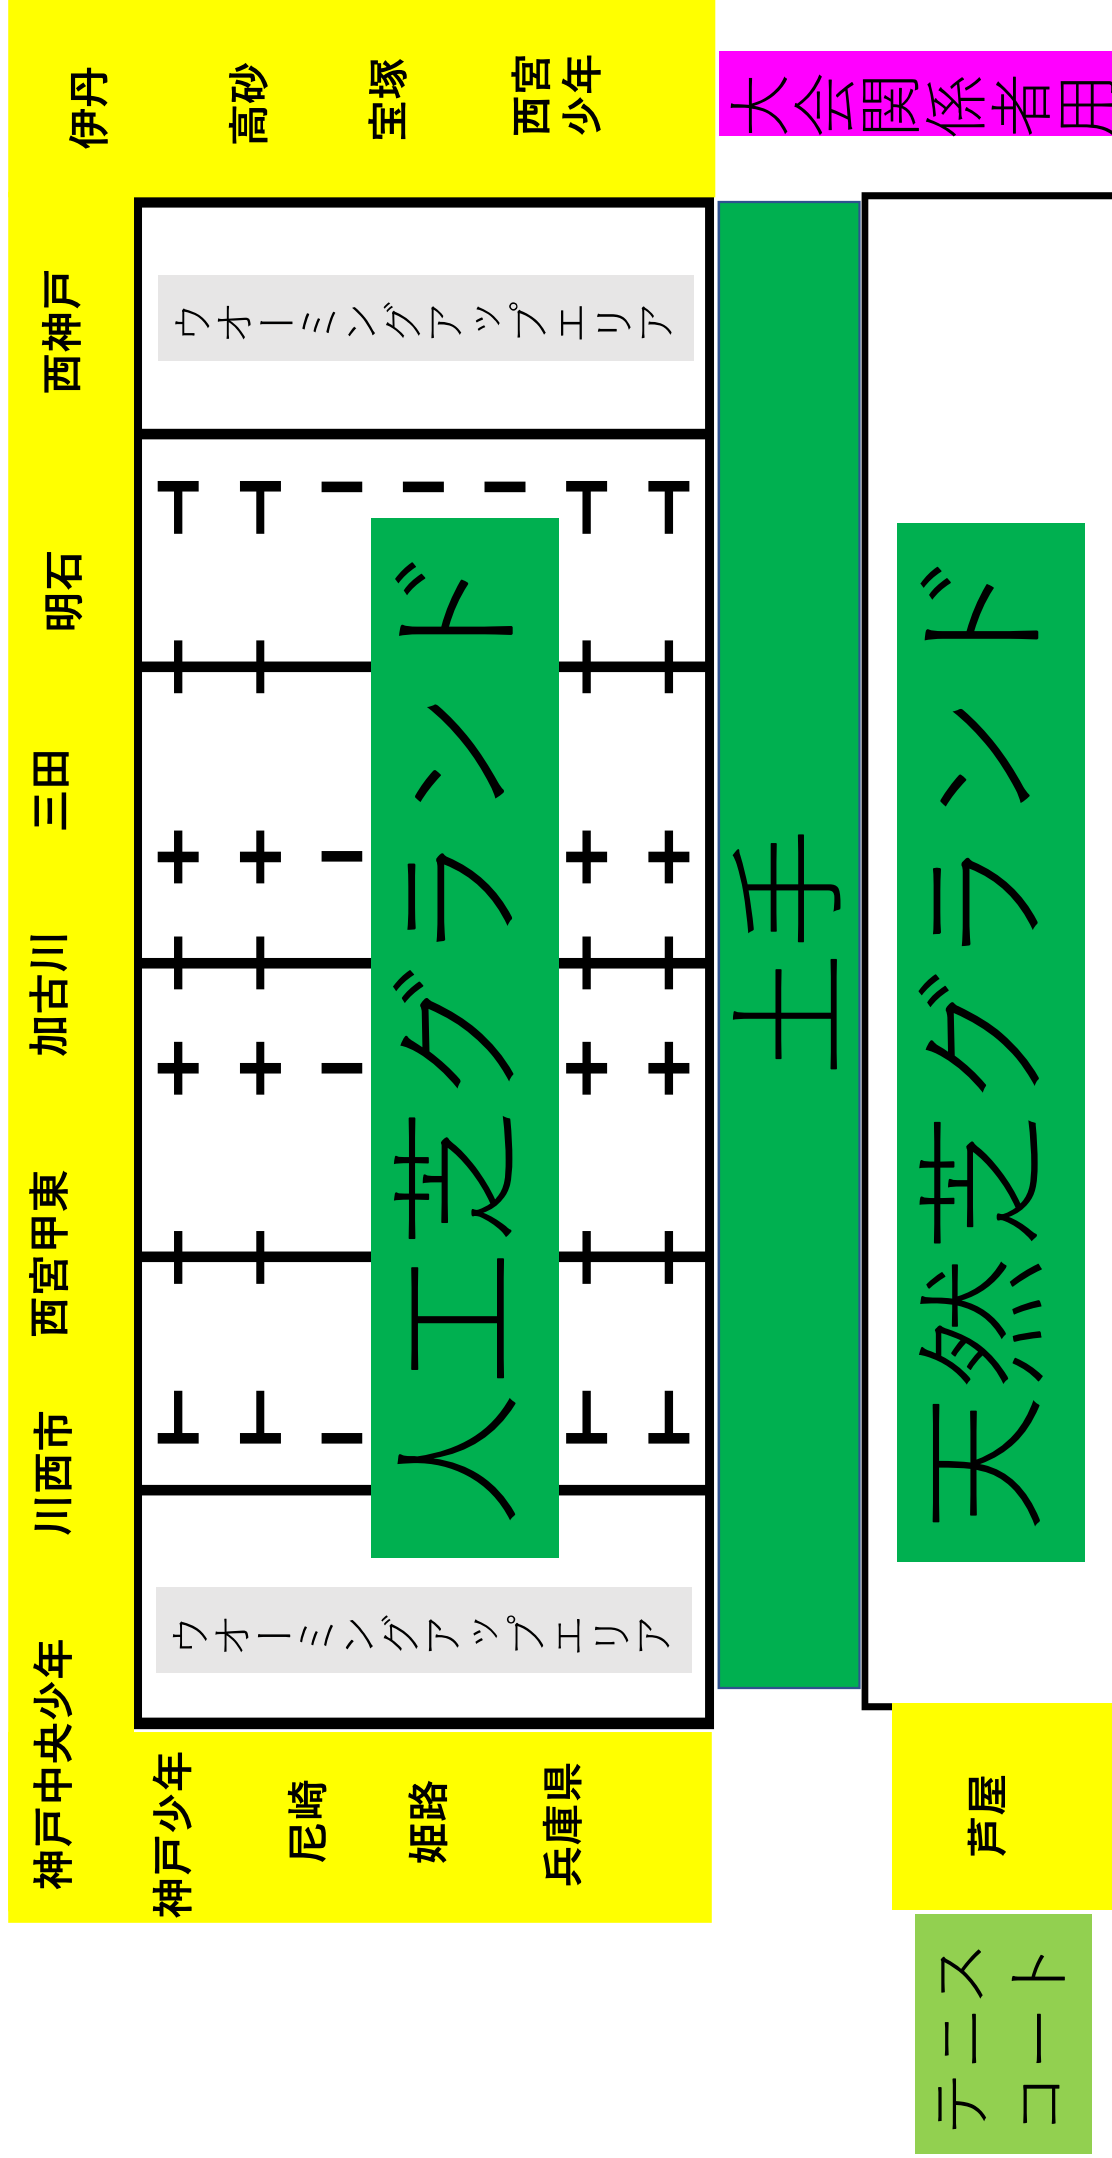 神戸中央少年
川西市
西宮甲東
加古川
三田
明石
西神戸
伊丹
高砂
宝塚
西宮
少年
神戸少年
尼崎
姫路
兵庫県
ウオーミングアップエリア
人工芝グランド
ウオーミングアップエリア
土手
大会関係者用
天然芝グランド
芦屋
テニス
コート